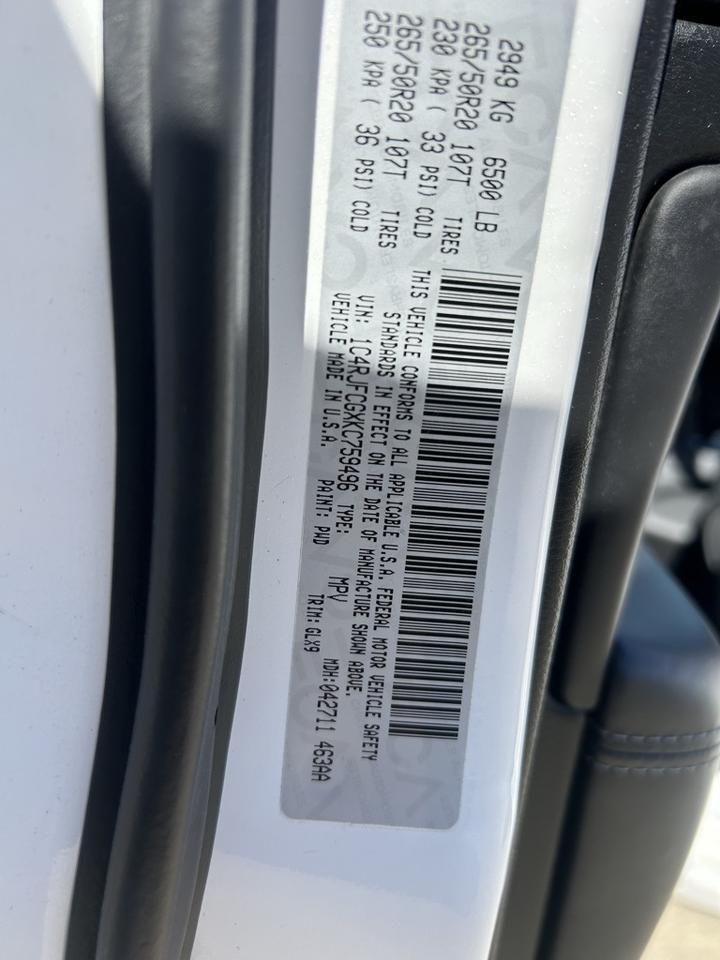 2949 KG 6500 LB
265/50R20 107T TIRES
230 KPA ( 33 PSI) COLD
265/50R20 107T TIRES
250 KPA ( 36 PSI) COLD
THIS VEHICLE CONFORMS TO ALL APPLICABLE U.S.A. FEDERAL MOTOR VEHICLE SAFETY
STANDARDS IN EFFECT ON THE DATE OF MANUFACTURE SHOWN ABOVE.
VIN: 1C4RJFCGXKC759496 TYPE: MPV MDH:042711 463AA
VEHICLE MADE IN U.S.A. PAINT: PWD TRIM:GLX9